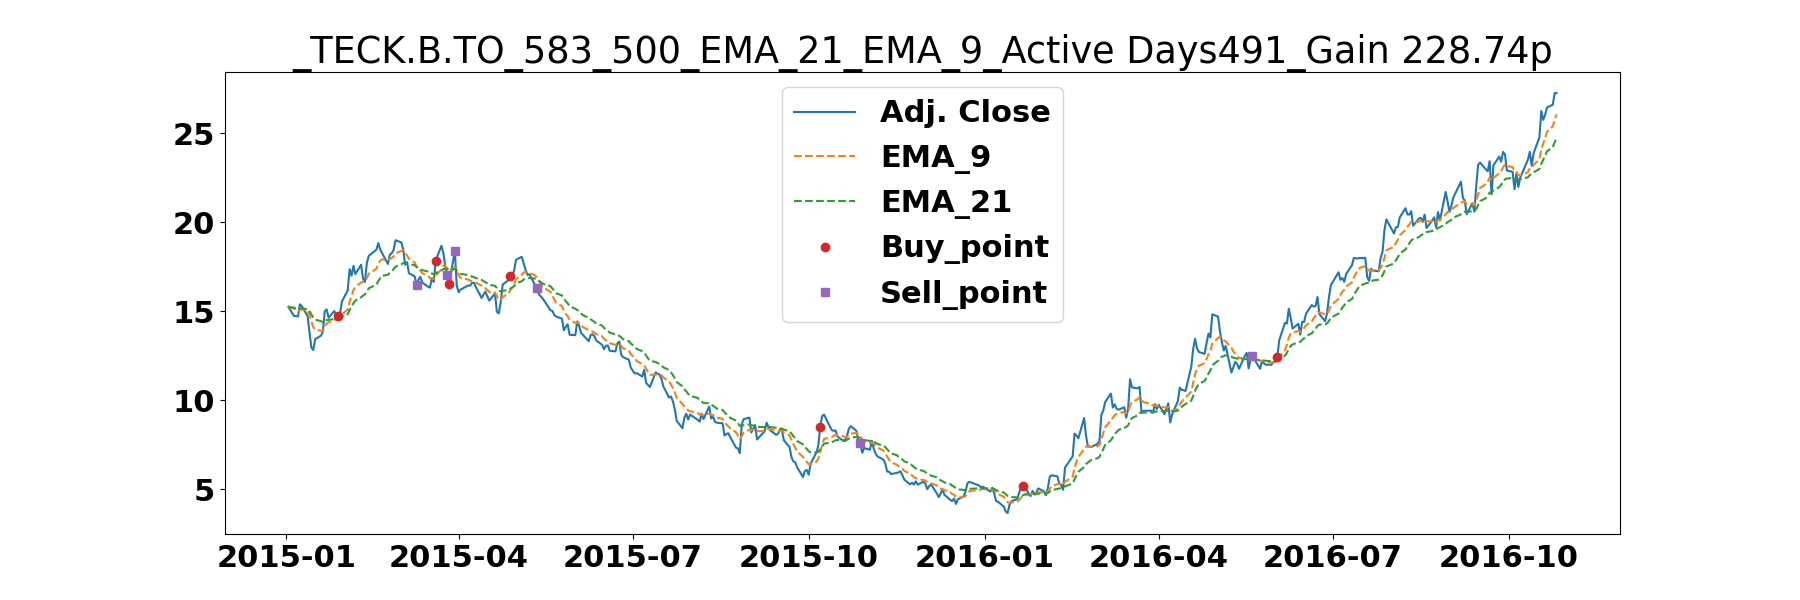 _TECK.B.TO_583_500_EMA_21_EMA_9_Active Days491_Gain 228.74p
Adj. Close
EMA_9
EMA_21
Buy_point
Sell_point
25
20
15
10
5
2015-01 2015-04 2015-07 2015-10 2016-01 2016-04 2016-07 2016-10